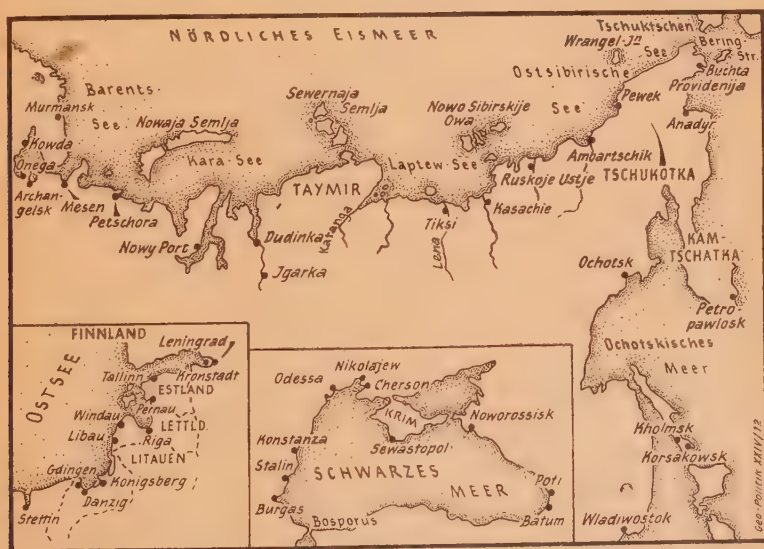 NÖRDLICHES EISMEER
Tschuktschen
See
Wrangel-Jn
Bering
Str.
Barents-
See
Murmansk
Kowda
Onega
Archan-
gelsk
Mesen
Petschora
Nowaja Semlja
Kara-See
Nowy Port
Sewernaja
Semlja
TAYMIR
Dudinka
Jgarka
Katanga
Laptew-See
Nowo Sibirskije
Owa
Tiksi
Lena
Kasachie
Ostsibirische
See
Ruskoje Ustje
Ambartschik
Pewek
Buchta
Providenija
Anadyr
TSCHUKOTKA
KAM-
TSCHATKA
Ochotsk
Petro-
pawlosk
Ochotskisches
Meer
Kholmsk
Korsakowsk
Wladiwostok
FINNLAND
OSTSEE
Leningrad
Kronstadt
Tallinn
ESTLAND
Pernau
Windau
LETTLD.
Libau
Riga
LITAUEN
Gdingen
Königsberg
Danzig
Stettin
Nikolajew
Odessa
Cherson
KRIM
Noworossisk
Sewastopol
Konstanza
Stalin
SCHWARZES
MEER
Burgas
Bosporus
Poti
Batum
Geo-Politik XXIV/12